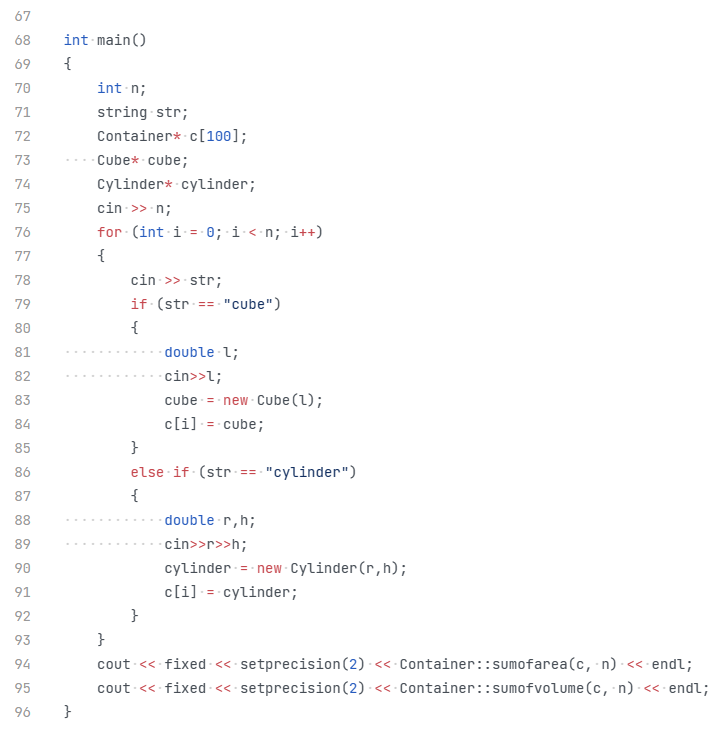 67
68 int main()
69 {
70     int n;
71     string str;
72     Container* c[100];
73     Cube* cube;
74     Cylinder* cylinder;
75     cin >> n;
76     for (int i = 0; i < n; i++)
77     {
78         cin >> str;
79         if (str == "cube")
80         {
81             double l;
82             cin>>l;
83             cube = new Cube(l);
84             c[i] = cube;
85         }
86         else if (str == "cylinder")
87         {
88             double r,h;
89             cin>>r>>h;
90             cylinder = new Cylinder(r,h);
91             c[i] = cylinder;
92         }
93     }
94     cout << fixed << setprecision(2) << Container::sumofarea(c, n) << endl;
95     cout << fixed << setprecision(2) << Container::sumofvolume(c, n) << endl;
96 }